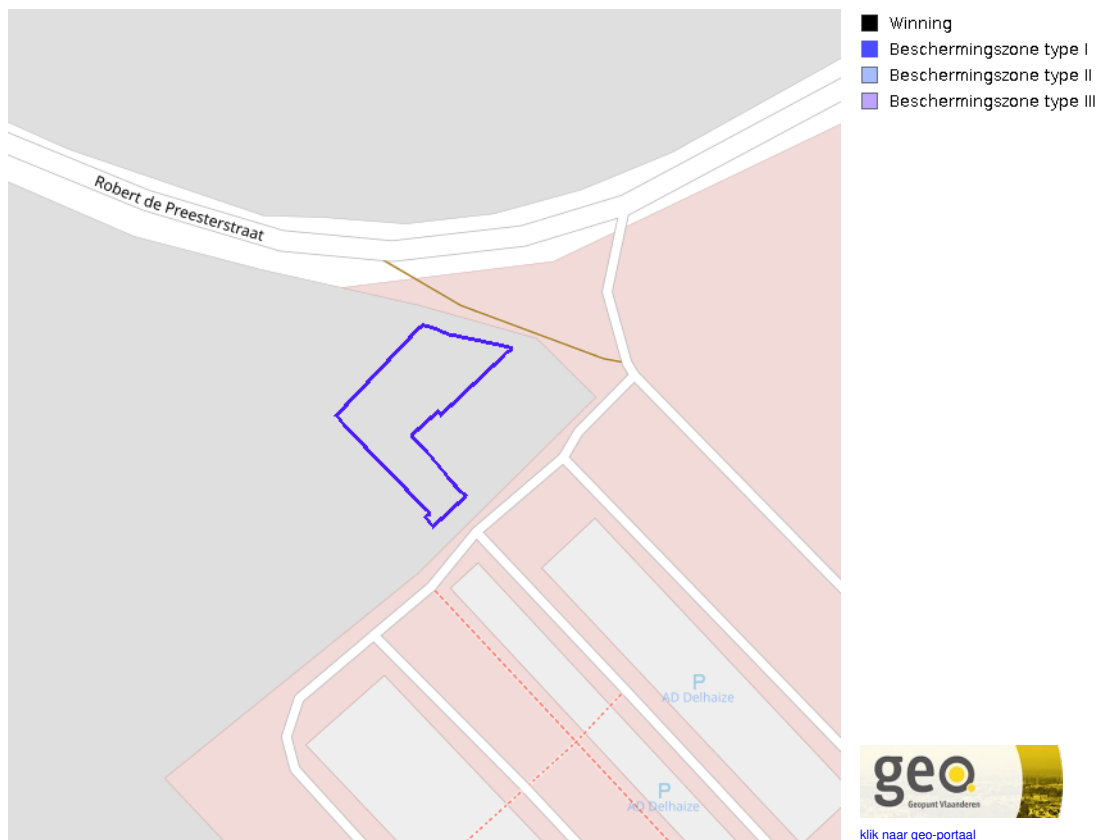 Winning
Beschermingszone type I
Beschermingszone type II
Beschermingszone type III
Robert de Preesterstraat
P
AD Delhaize
P
AD Delhaize
geo
Geopunt Vlaanderen
klik naar geo-portaal